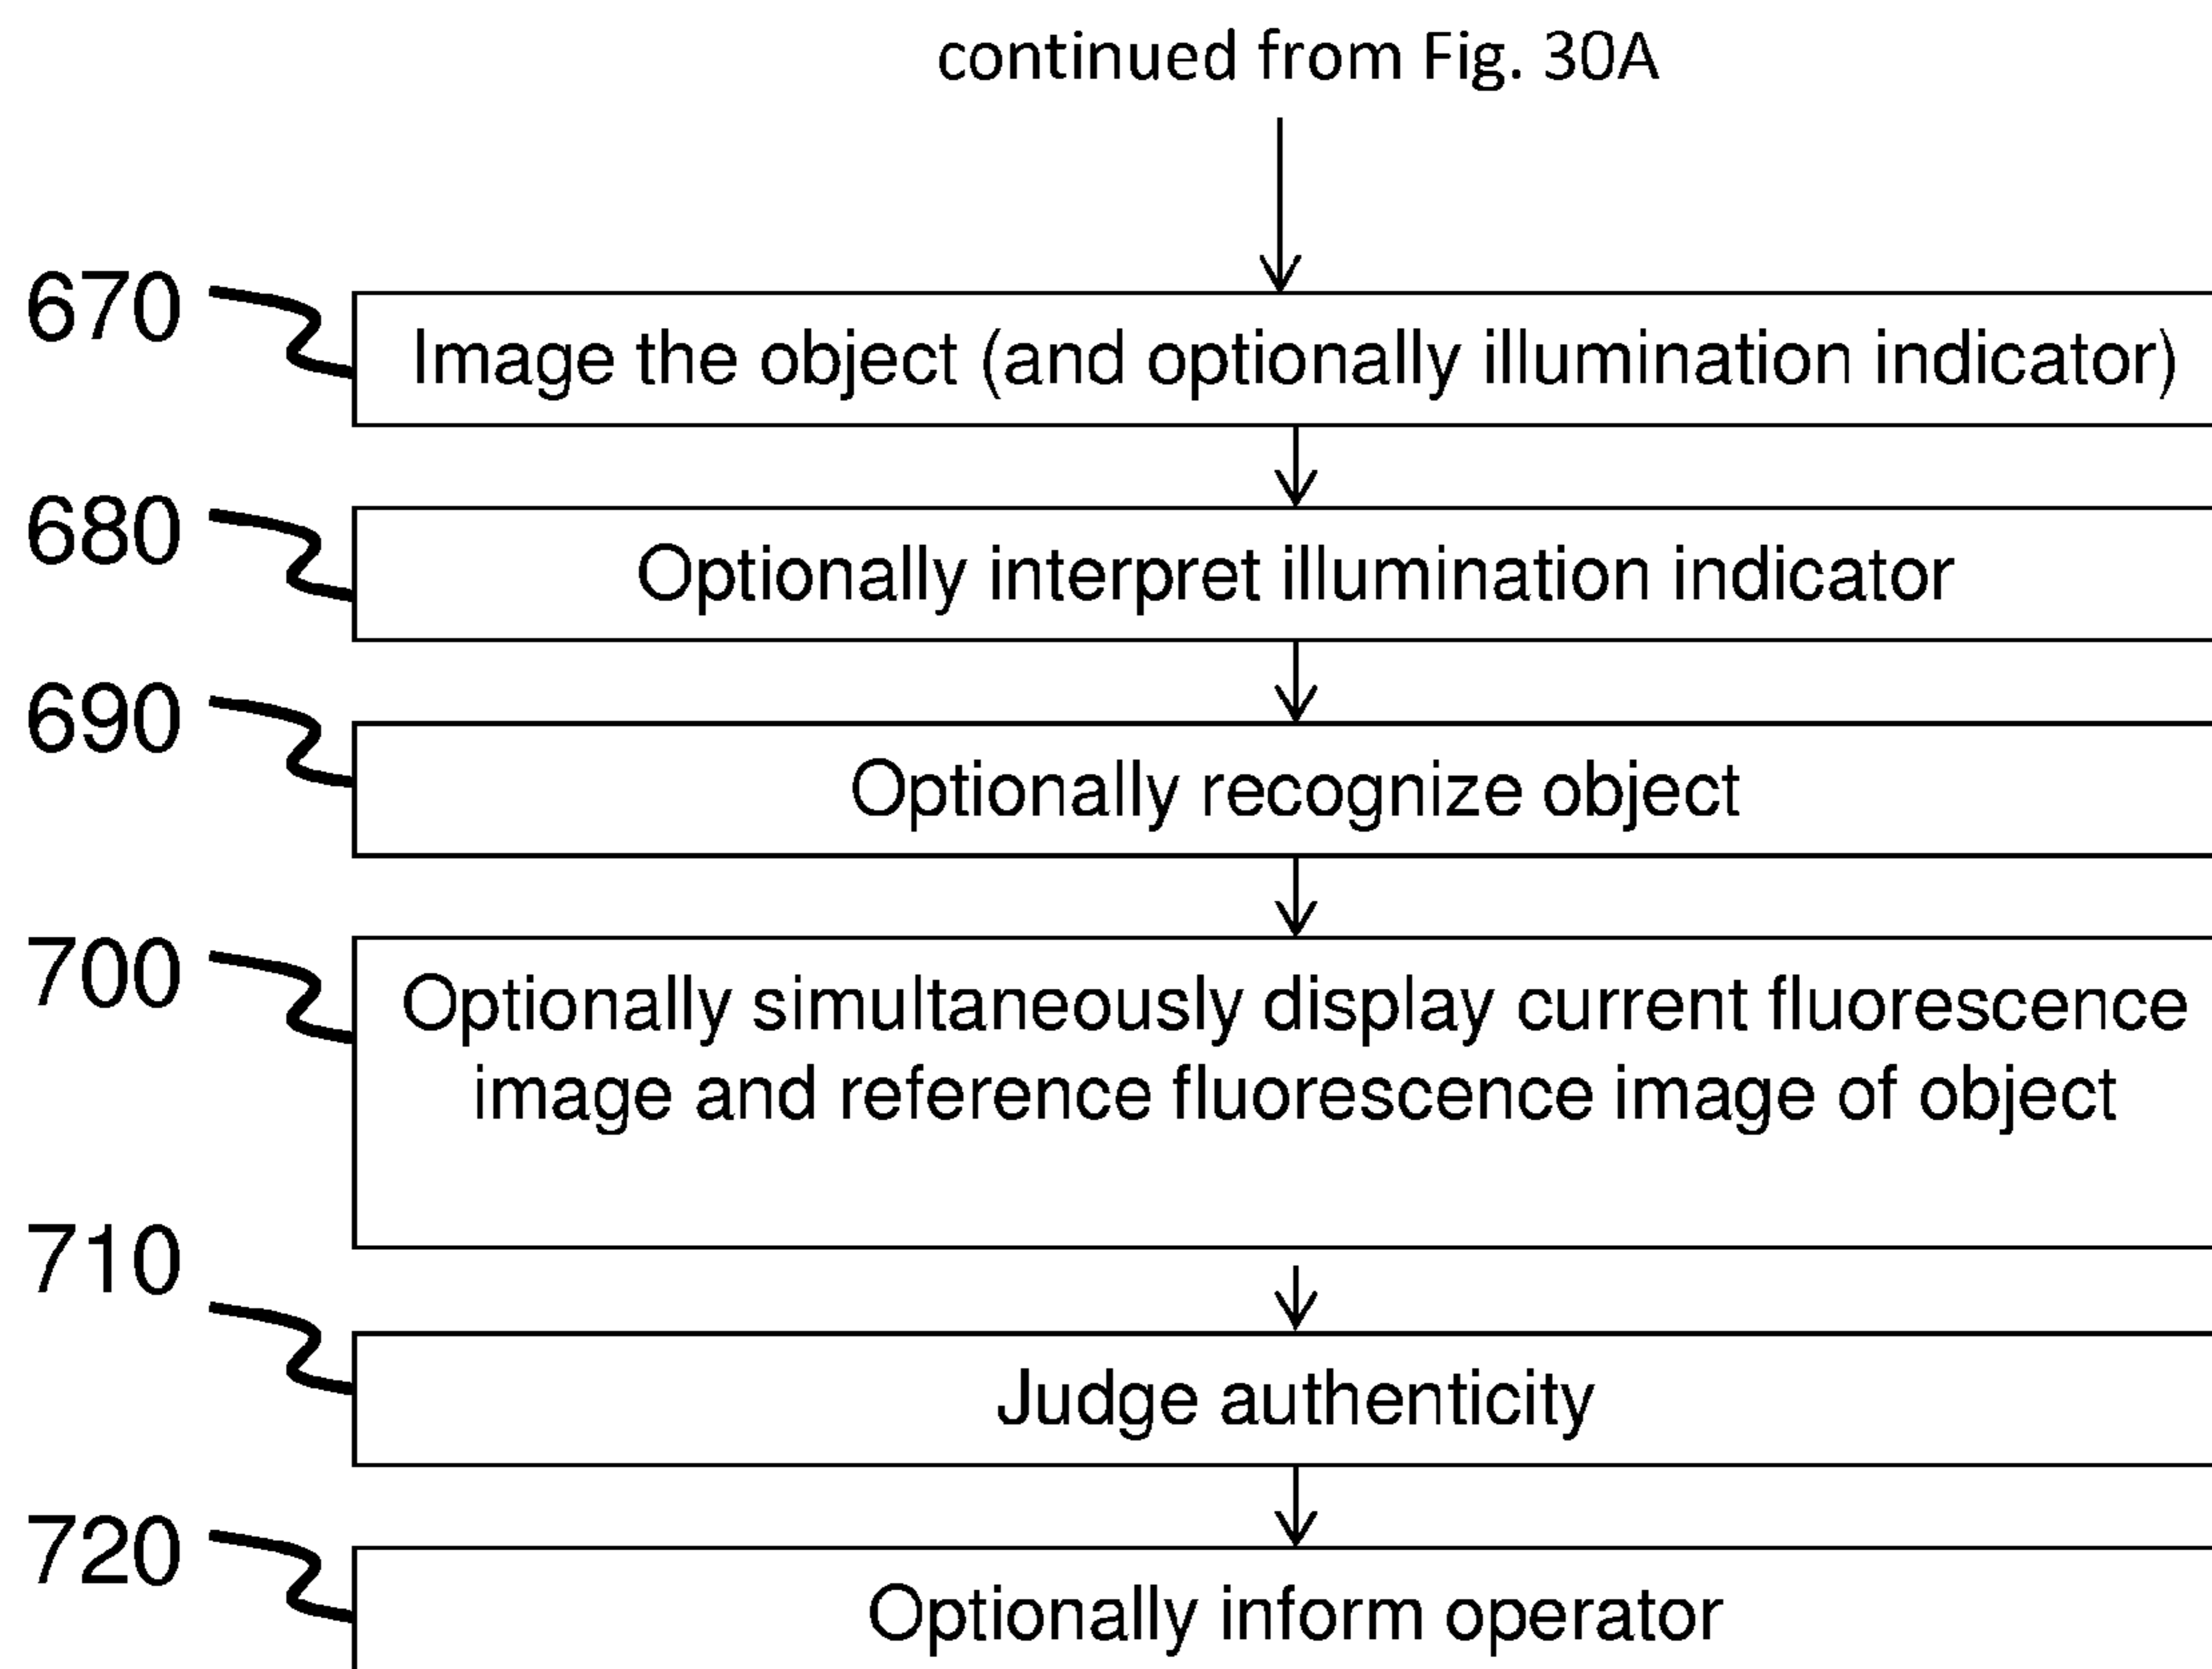 continued from Fig. 30A
670
Image the object (and optionally illumination indicator)
680
Optionally interpret illumination indicator
690
Optionally recognize object
700
Optionally simultaneously display current fluorescence
image and reference fluorescence image of object
710
Judge authenticity
720
Optionally inform operator